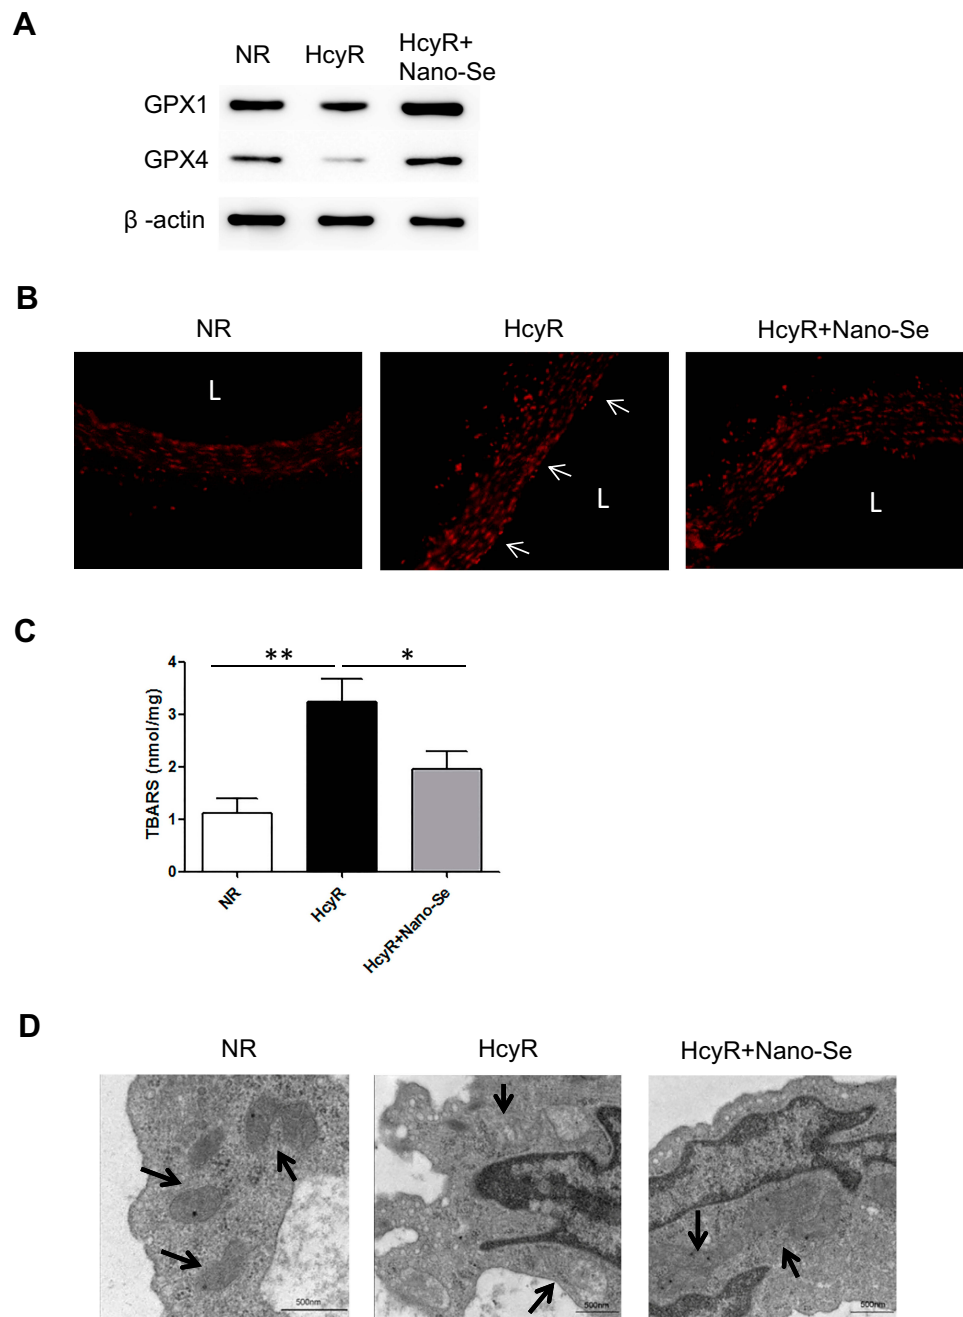 A
NR
HcyR
HcyR+
Nano-Se
GPX1
GPX4
β -actin
B
NR
HcyR
HcyR+Nano-Se
L
L
L
C
**
*
TBARS (nmol/mg)
4
3
2
1
0
NR
HcyR
HcyR+Nano-Se
D
NR
HcyR
HcyR+Nano-Se
500nm
500nm
500nm